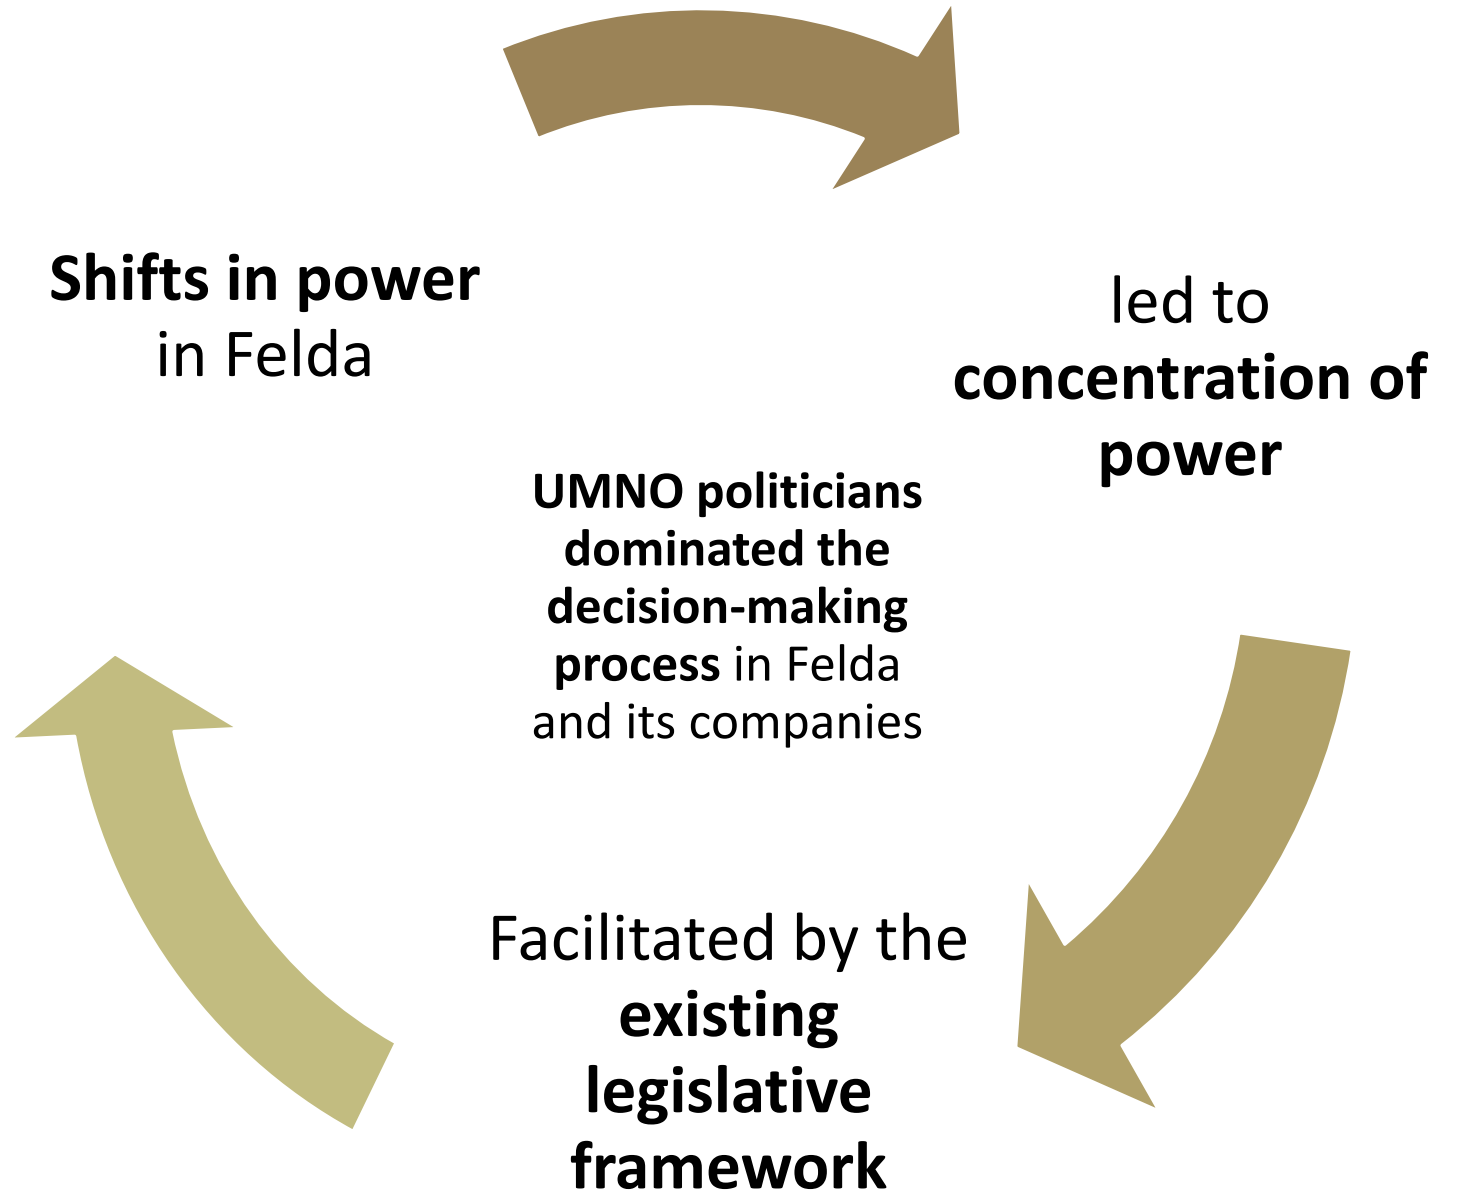 Shifts in power
in Felda
led to
concentration of
power
UMNO politicians
dominated the
decision-making
process in Felda
and its companies
Facilitated by the
existing
legislative
framework